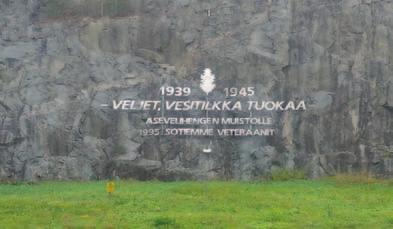 1939 1945
- VELJET, VESITILKKA TUOKAA
ASEVELIHENGEN MUISTOLLE
1995 SOTIEMME VETERAANIT